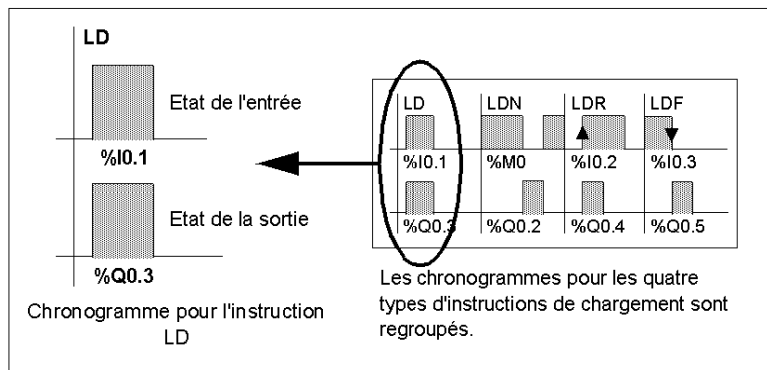 LD
Etat de l'entrée
%I0.1
Etat de la sortie
%Q0.3
Chronogramme pour l'instruction
LD
LD LDN LDR LDF
%I0.1 %M0 %I0.2 %I0.3
%Q0.3 %Q0.2 %Q0.4 %Q0.5
Les chronogrammes pour les quatre
types d'instructions de chargement sont
regroupés.